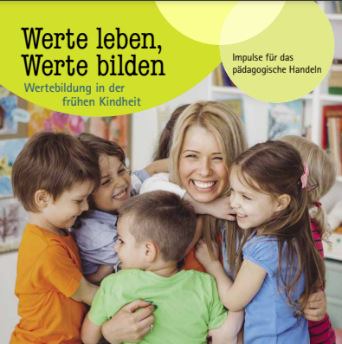 Werte leben,
Werte bilden
Wertebildung in der
frühen Kindheit
Impulse für das
pädagogische Handeln